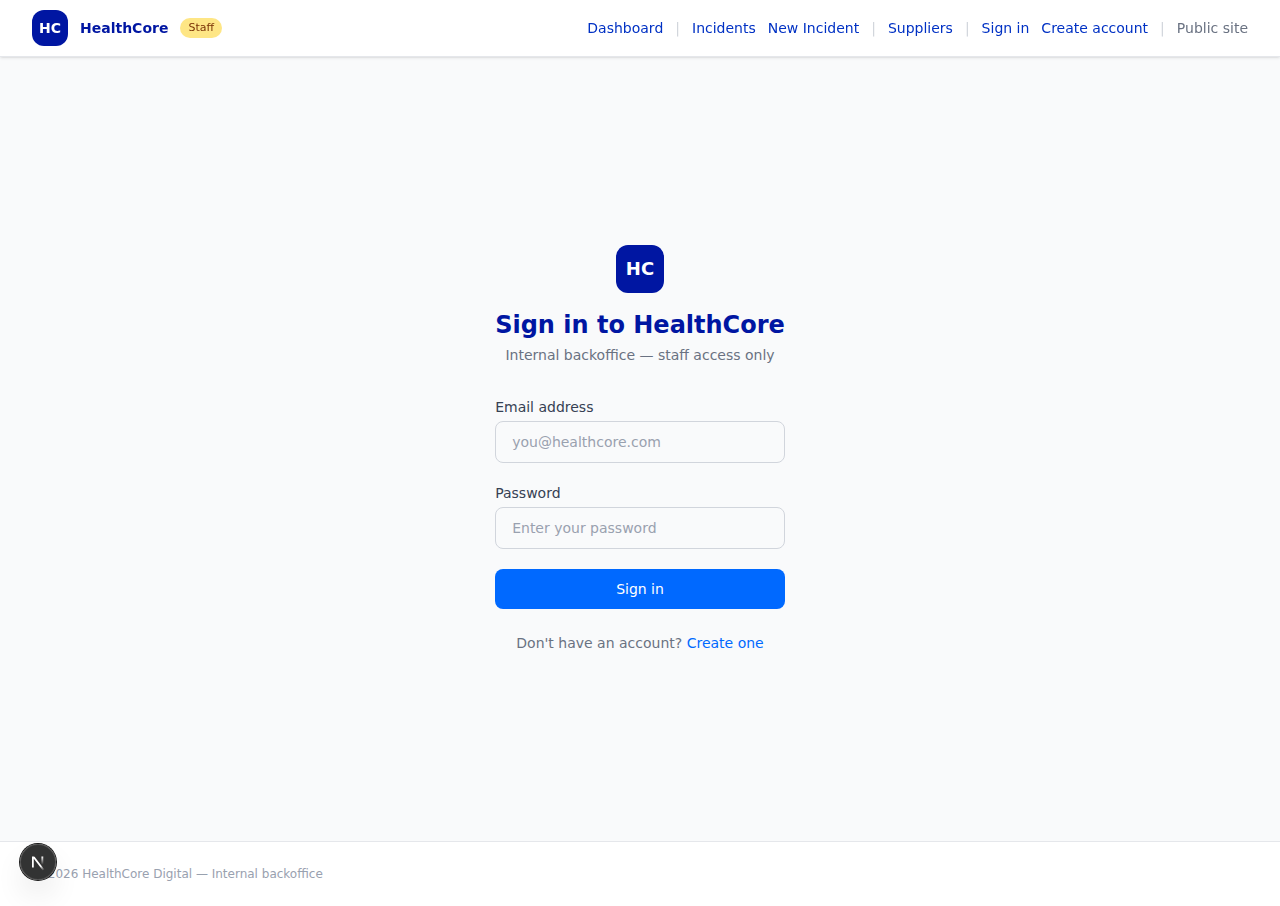 HC HealthCore Staff Dashboard | Incidents New Incident | Suppliers | Sign in Create account | Public site
HC
Sign in to HealthCore
Internal backoffice — staff access only
Email address
you@healthcore.com
Password
Enter your password
Sign in
Don't have an account? Create one
N
026 HealthCore Digital — Internal backoffice